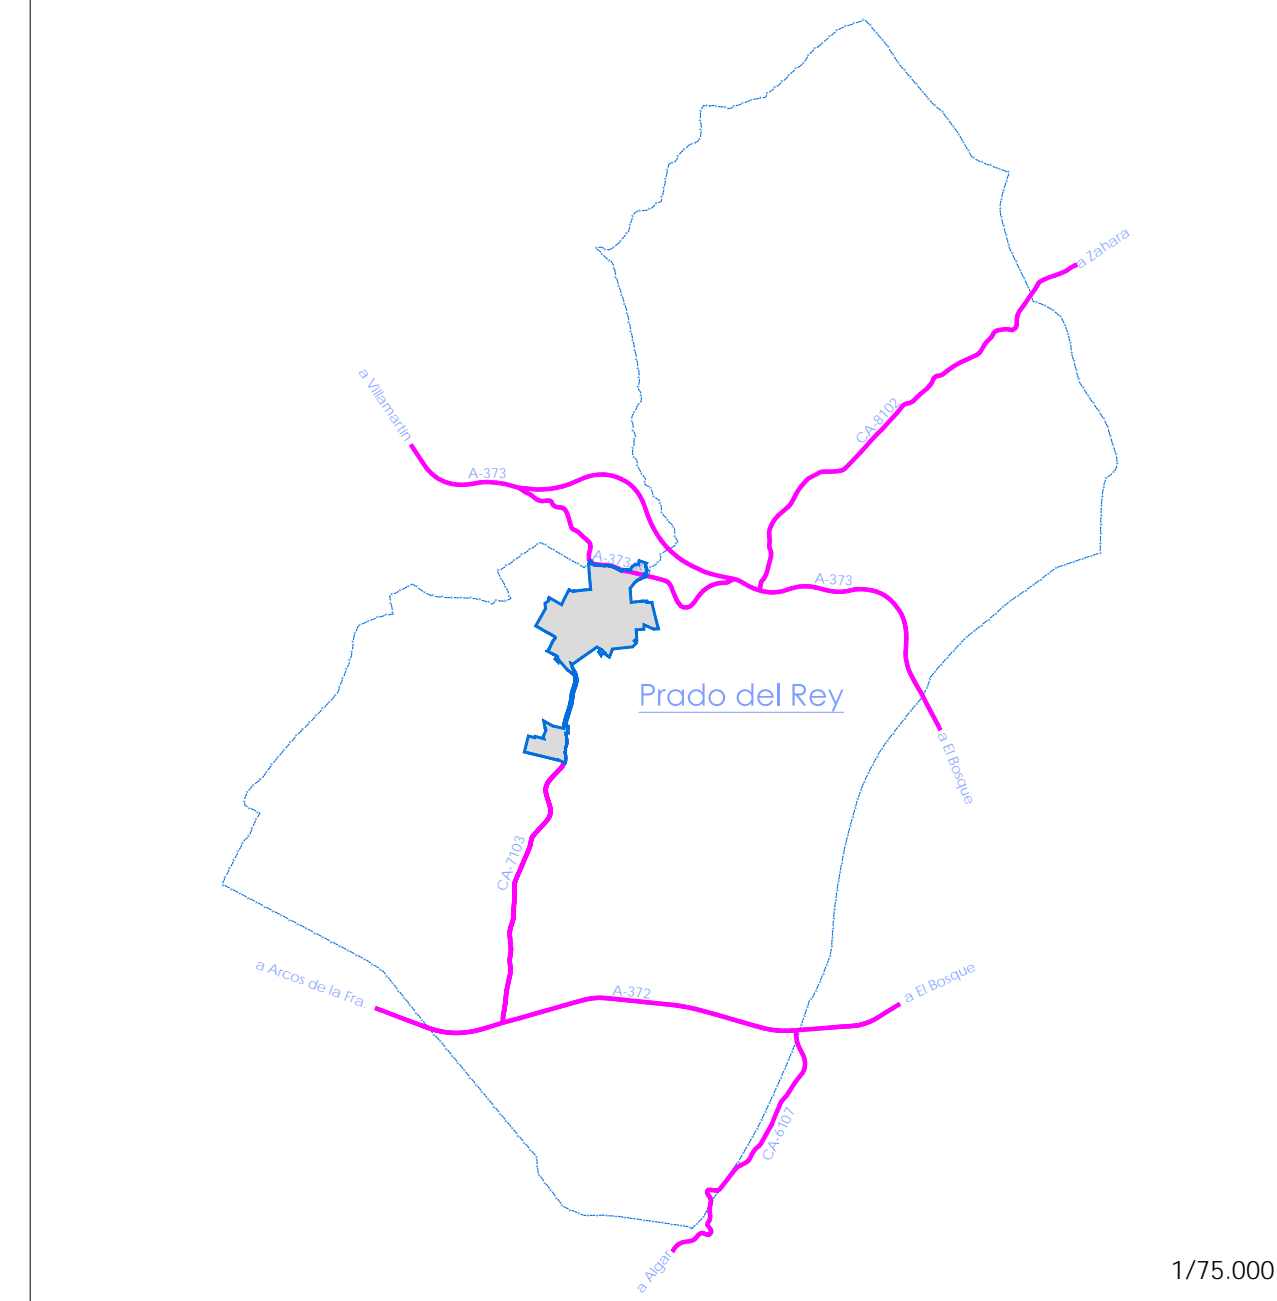 a Zahara
a Villamartin
CA-8102
A-373
A-373
A-373
Prado del Rey
a El Bosque
CA-7103
a Arcos de la Fra.
A-372
a El Bosque
CA-6107
a Algar
1/75.000